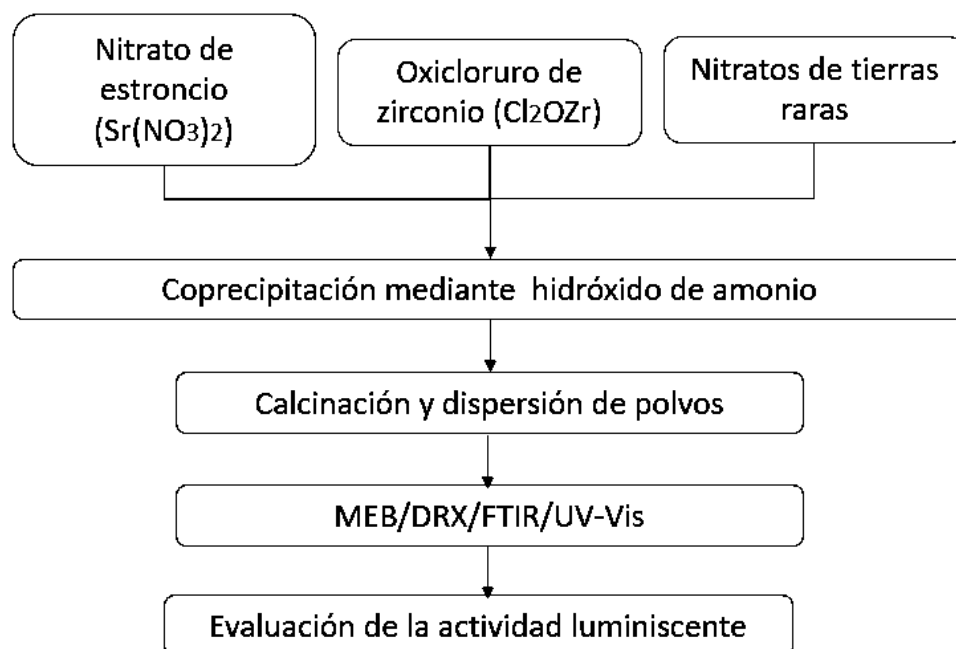 Nitrato de
estroncio
(Sr(NO3)2)
Oxicloruro de
zirconio (Cl2OZr)
Nitratos de tierras
raras
Coprecipitación mediante hidróxido de amonio
Calcinación y dispersión de polvos
MEB/DRX/FTIR/UV-Vis
Evaluación de la actividad luminiscente